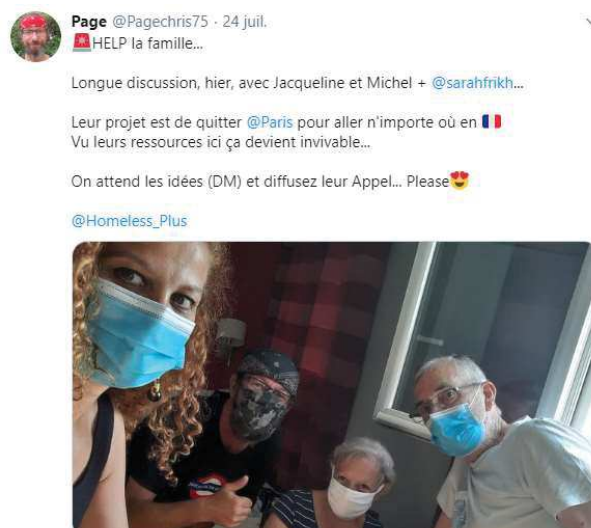 Page @Pagechris75 · 24 juil.
🚨HELP la famille...
Longue discussion, hier, avec Jacqueline et Michel + @sarahfrikh...
Leur projet est de quitter @Paris pour aller n'importe où en 🇫🇷
Vu leurs ressources ici ça devient invivable...
On attend les idées (DM) et diffusez leur Appel... Please😍
@Homeless_Plus